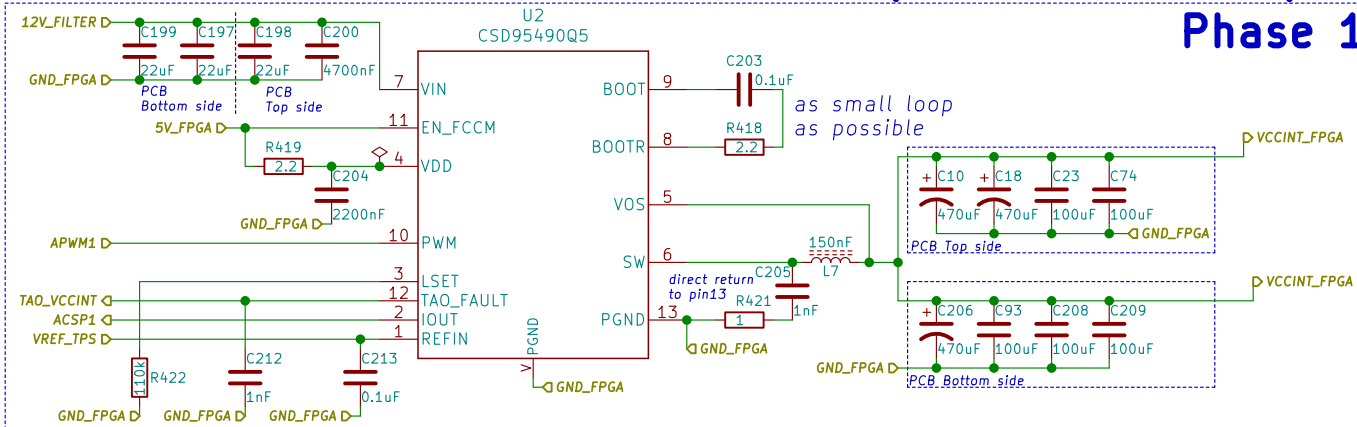 Phase 1
U2
CSD95490Q5
12V_FILTER
C199
C197
C198
C200
22uF
22uF
22uF
4700nF
GND_FPGA
PCB
Bottom side
PCB
Top side
7
VIN
5V_FPGA
11
EN_FCCM
R419
2.2
4
VDD
C204
2200nF
GND_FPGA
APWM1
10
PWM
3
LSET
TAO_VCCINT
12
TAO_FAULT
ACSP1
2
IOUT
VREF_TPS
1
REFIN
110k
R422
C212
1nF
C213
0.1uF
GND_FPGA
GND_FPGA
GND_FPGA
PGND
V
GND_FPGA
BOOT
9
C203
0.1uF
as small loop
as possible
BOOTR
8
R418
2.2
VOS
5
SW
6
150nF
L7
direct return
to pin13
C205
1nF
R421
1
PGND
13
GND_FPGA
VCCINT_FPGA
+
C10
+
C18
C23
C74
470uF
470uF
100uF
100uF
GND_FPGA
PCB Top side
VCCINT_FPGA
+
C206
C93
C208
C209
470uF
100uF
100uF
100uF
GND_FPGA
PCB Bottom side